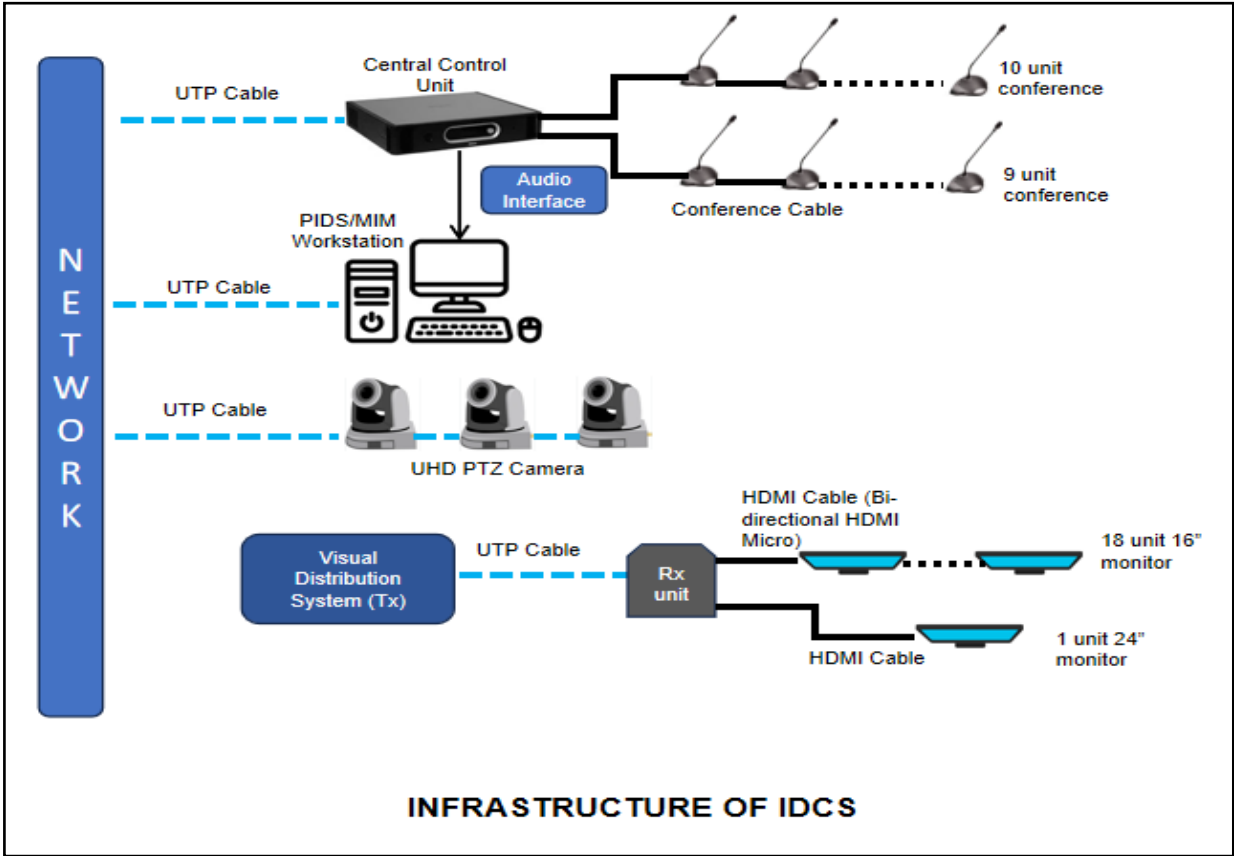 NETWORK
UTP Cable
Central Control
Unit
10 unit
conference
Audio
Interface
9 unit
conference
Conference Cable
PIDS/MIM
Workstation
UTP Cable
UTP Cable
UHD PTZ Camera
HDMI Cable (Bi-
directional HDMI
Micro)
Visual
Distribution
System (Tx)
UTP Cable
Rx
unit
18 unit 16”
monitor
HDMI Cable
1 unit 24”
monitor
INFRASTRUCTURE OF IDCS